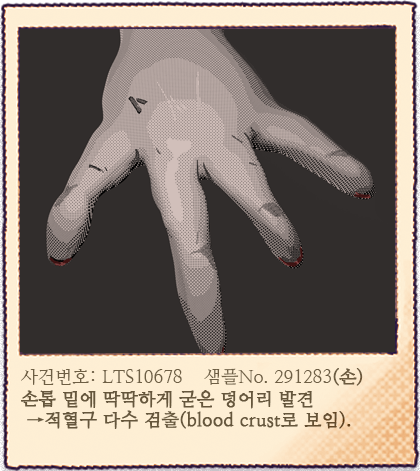 사건번호: LTS10678 샘플No. 291283(손)
손톱 밑에 딱딱하게 굳은 덩어리 발견
→적혈구 다수 검출(blood crust로 보임).